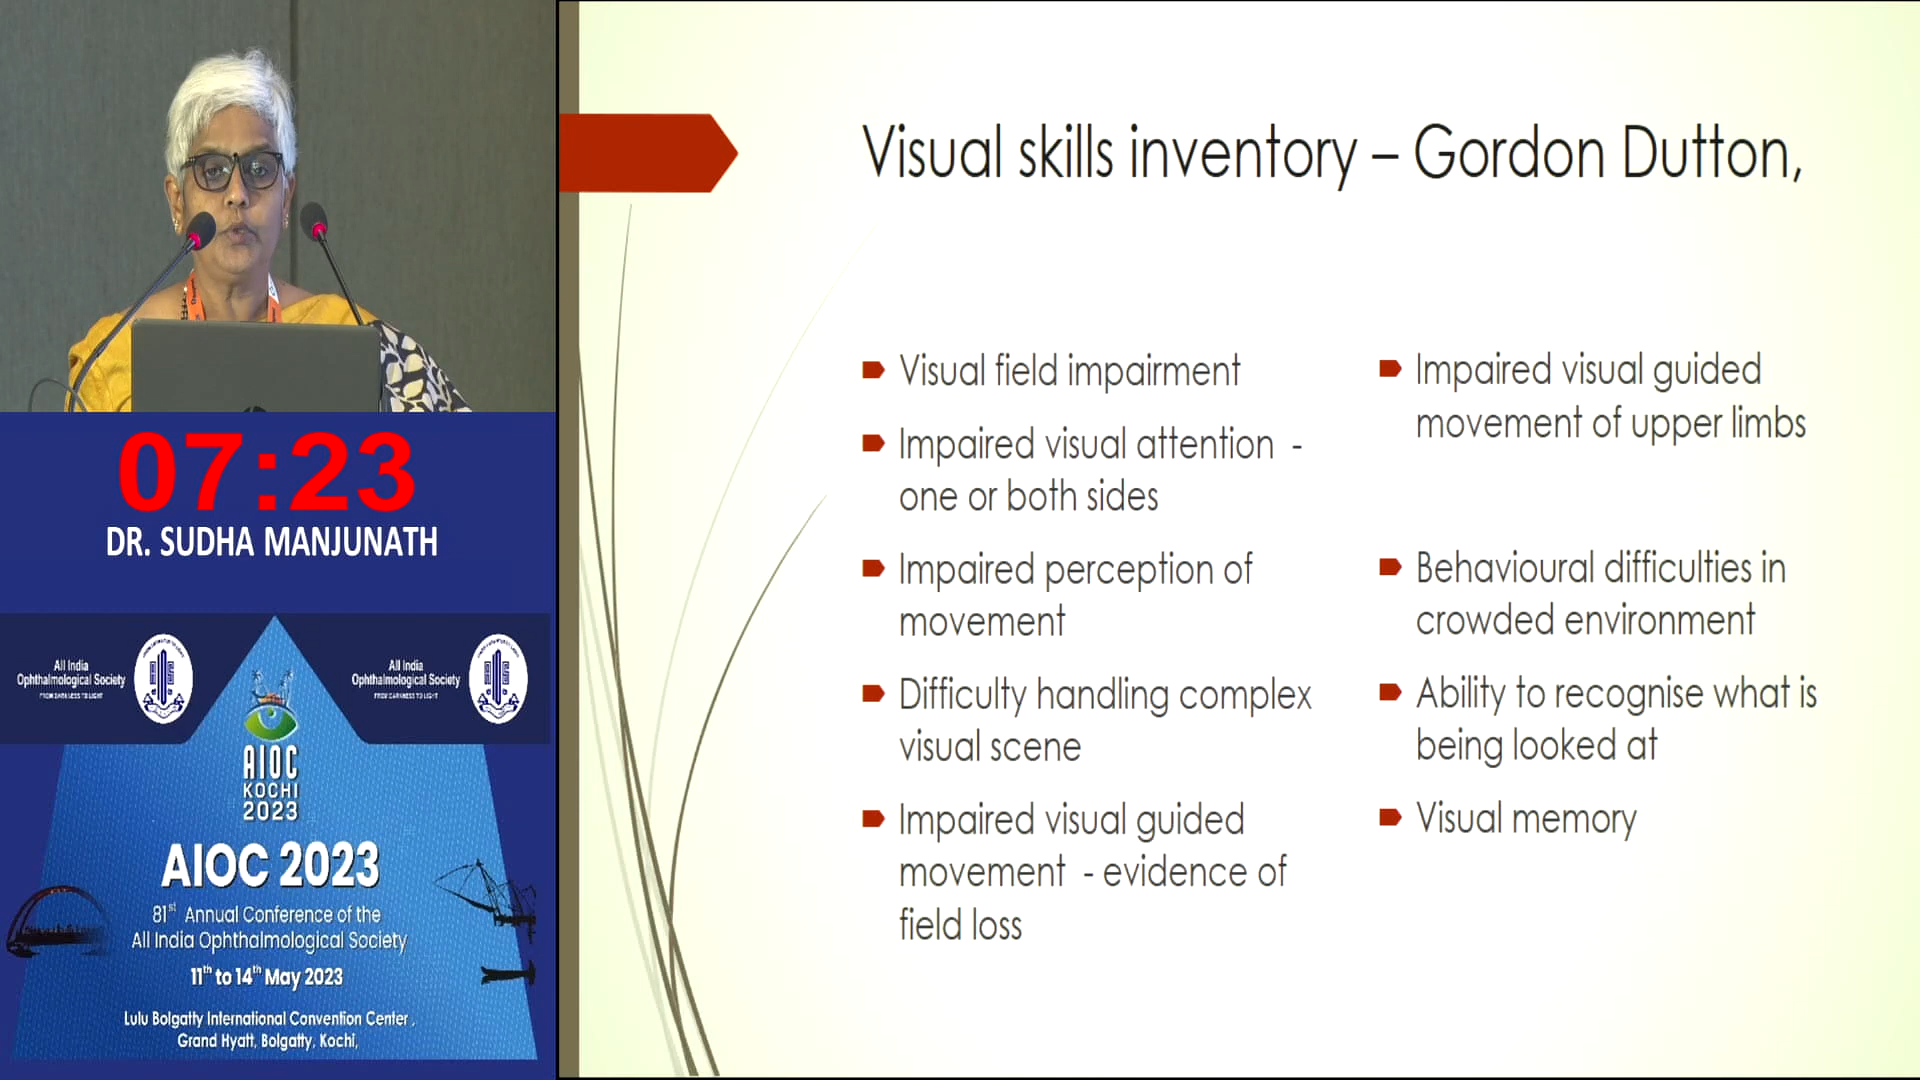 07:23
DR. SUDHA MANJUNATH
All India
Ophthalmological Society
FROM DARKNESS TO LIGHT
All India
Ophthalmological Society
FROM DARKNESS TO LIGHT
AIOC
KOCHI
2023
AIOC 2023
81st Annual Conference of the
All India Ophthalmological Society
11th to 14th May 2023
Lulu Bolgatty International Convention Center ,
Grand Hyatt, Bolgatty, Kochi,
Visual skills inventory – Gordon Dutton,
Visual field impairment
Impaired visual attention -
one or both sides
Impaired perception of
movement
Difficulty handling complex
visual scene
Impaired visual guided
movement - evidence of
field loss
Impaired visual guided
movement of upper limbs
Behavioural difficulties in
crowded environment
Ability to recognise what is
being looked at
Visual memory